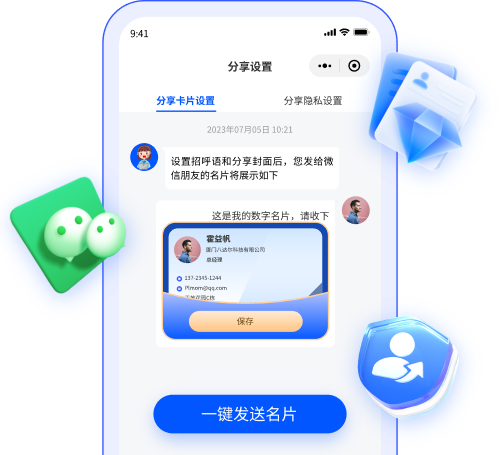 9:41
分享设置
分享卡片设置
分享隐私设置
2023年07月05日 10:21
设置招呼语和分享封面后，您发给微
信朋友的名片将展示如下
这是我的数字名片，请收下
霍益帆
厦门八达尔科技有限公司
总经理
137-2345-1244
Pimom@qq.com
保存
一键发送名片